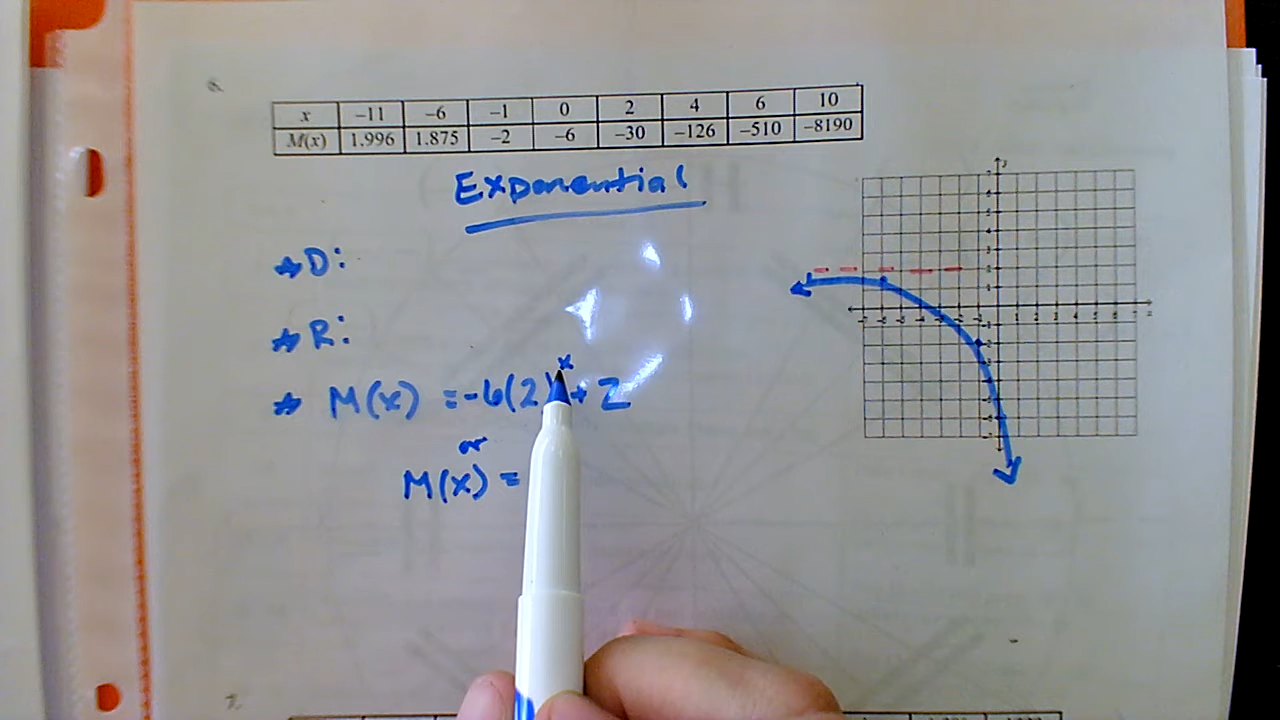 x −11 −6 −1 0 2 4 6 10
M(x) 1.996 1.875 −2 −6 −30 −126 −510 −8190
Exponential
D:
R:
M(x) = -6(2)^x + 2
or
M(x) =